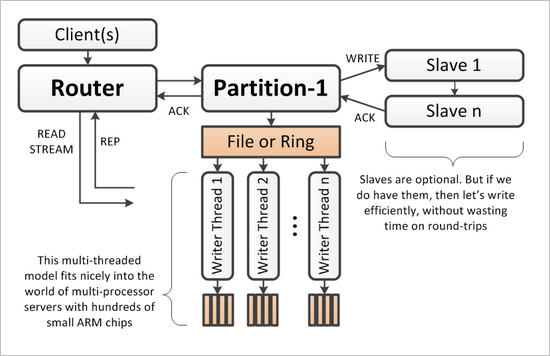 Client(s)
Router
Partition-1
WRITE
Slave 1
Slave n
ACK
ACK
READ
STREAM
REP
File or Ring
Writer Thread 1
Writer Thread 2
...
Writer Thread n
Slaves are optional. But if we
do have them, then let's write
efficiently, without wasting
time on round-trips
This multi-threaded
model fits nicely into the
world of multi-processor
servers with hundreds of
small ARM chips